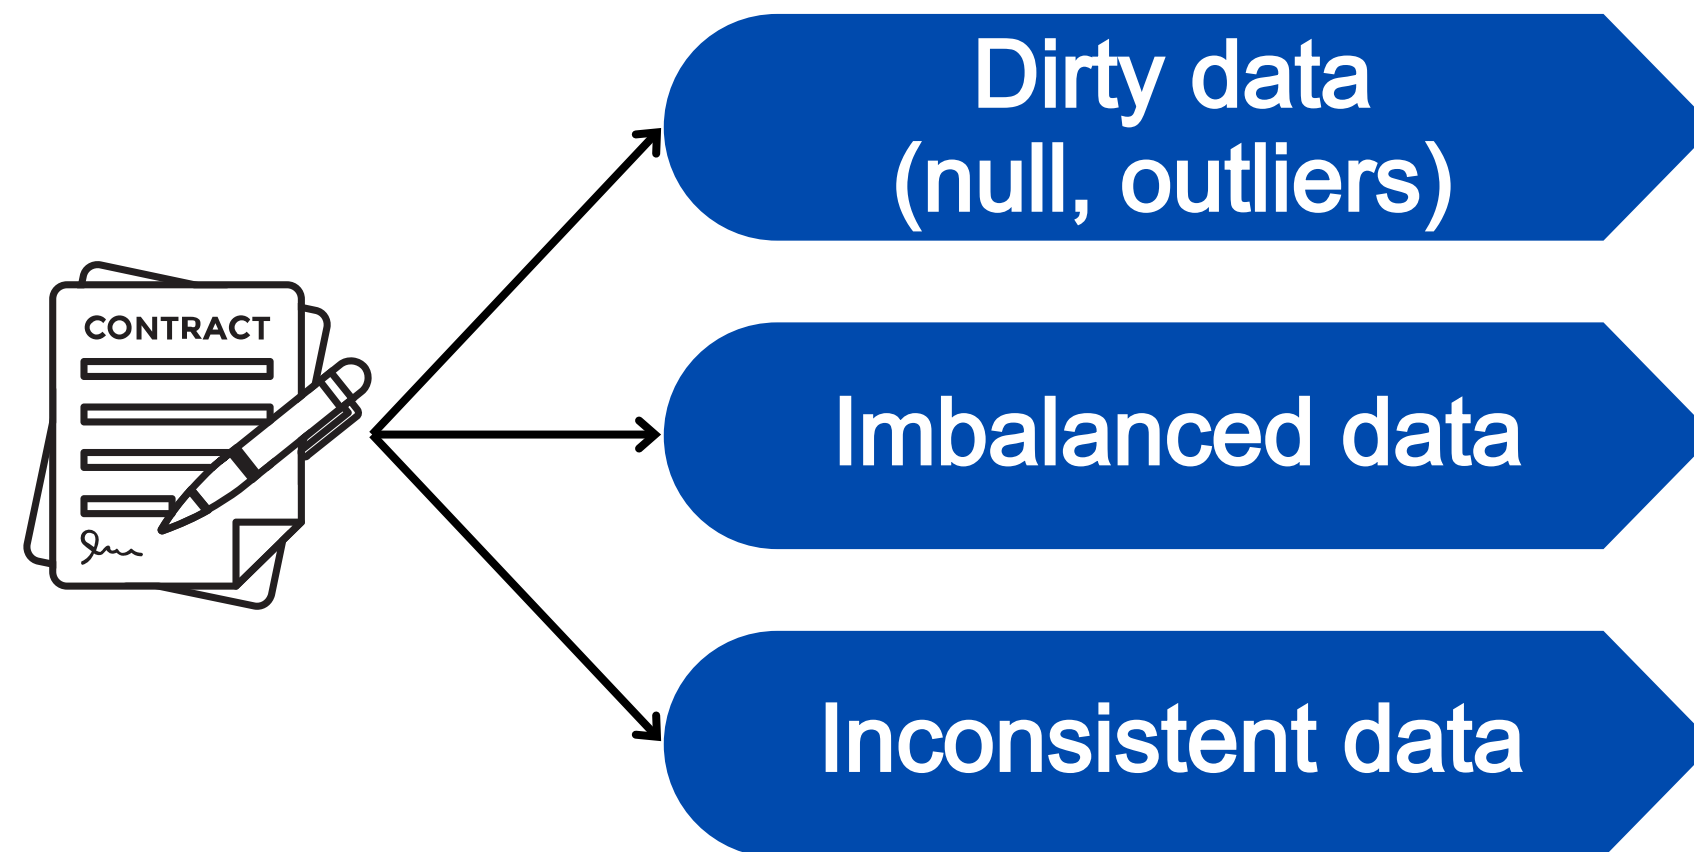 CONTRACT
Dirty data
(null, outliers)
Imbalanced data
Inconsistent data